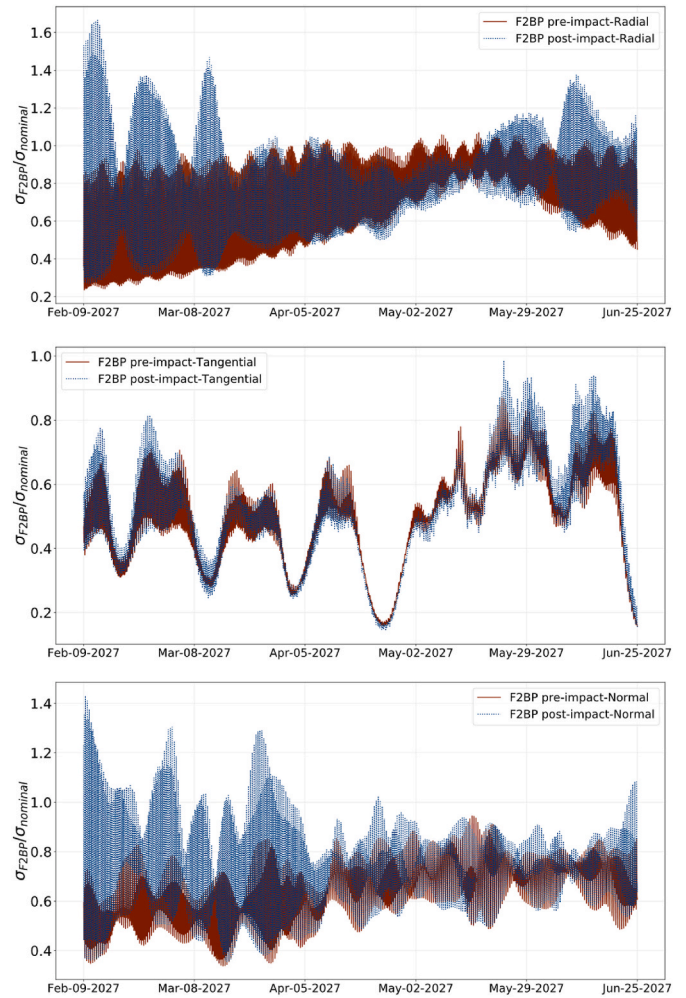 1.6
1.4
1.2
1.0
0.8
0.6
0.4
0.2
σF2BP/σnominal
F2BP pre-impact-Radial
F2BP post-impact-Radial
Feb-09-2027 Mar-08-2027 Apr-05-2027 May-02-2027 May-29-2027 Jun-25-2027
1.0
0.8
0.6
0.4
0.2
σF2BP/σnominal
F2BP pre-impact-Tangential
F2BP post-impact-Tangential
Feb-09-2027 Mar-08-2027 Apr-05-2027 May-02-2027 May-29-2027 Jun-25-2027
1.4
1.2
1.0
0.8
0.6
0.4
σF2BP/σnominal
F2BP pre-impact-Normal
F2BP post-impact-Normal
Feb-09-2027 Mar-08-2027 Apr-05-2027 May-02-2027 May-29-2027 Jun-25-2027